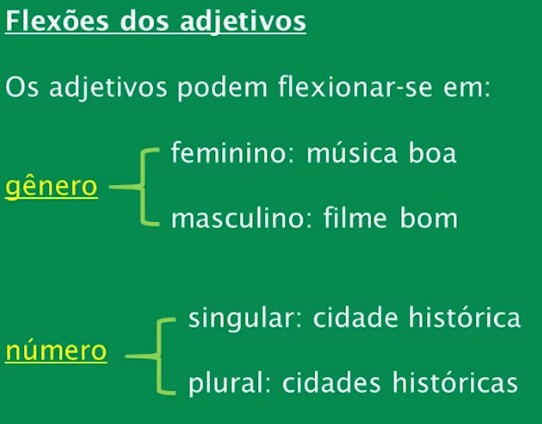 Flexões dos adjetivos
Os adjetivos podem flexionar-se em:
feminino: música boa
gênero
masculino: filme bom
singular: cidade histórica
número
plural: cidades históricas